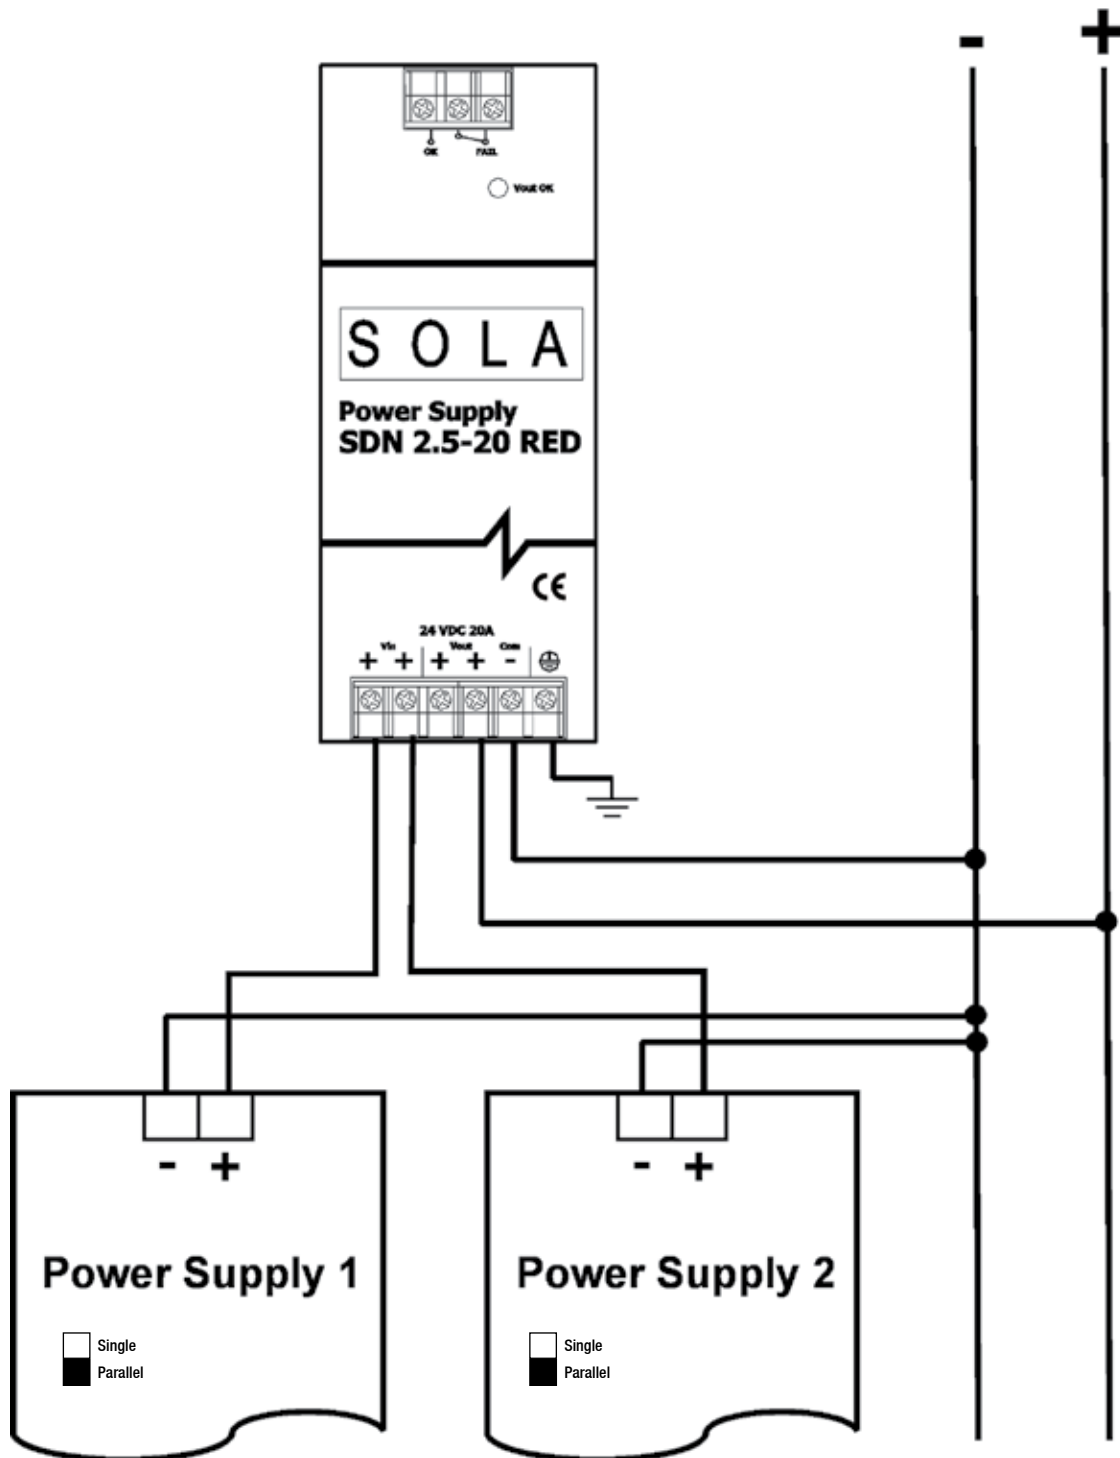 - +
OK FAIL
Vout OK
S O L A
Power Supply
SDN 2.5-20 RED
CE
24 VDC 20A
Vin Vout Com
+ + + + -
- +
- +
Power Supply 1
Power Supply 2
Single
Parallel
Single
Parallel